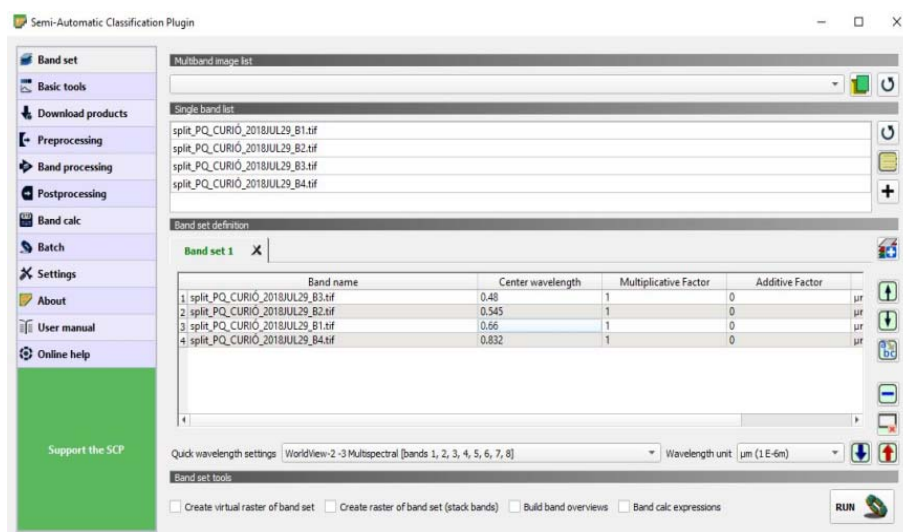 Semi-Automatic Classification Plugin
Band set
Basic tools
Download products
Preprocessing
Band processing
Postprocessing
Band calc
Batch
Settings
About
User manual
Online help
Support the SCP
Multiband image list
Single band list
split_PQ_CURIÓ_2018JUL29_B1.tif
split_PQ_CURIÓ_2018JUL29_B2.tif
split_PQ_CURIÓ_2018JUL29_B3.tif
split_PQ_CURIÓ_2018JUL29_B4.tif
Band set definition
Band set 1
Band name Center wavelength Multiplicative Factor Additive Factor
1 split_PQ_CURIÓ_2018JUL29_B3.tif 0.48 1 0 µr
2 split_PQ_CURIÓ_2018JUL29_B2.tif 0.545 1 0 µr
3 split_PQ_CURIÓ_2018JUL29_B1.tif 0.66 1 0 µr
4 split_PQ_CURIÓ_2018JUL29_B4.tif 0.832 1 0 µr
Quick wavelength settings WorldView-2 -3 Multispectral [bands 1, 2, 3, 4, 5, 6, 7, 8] Wavelength unit µm (1 E-6m)
Band set tools
Create virtual raster of band set Create raster of band set (stack bands) Build band overviews Band calc expressions RUN